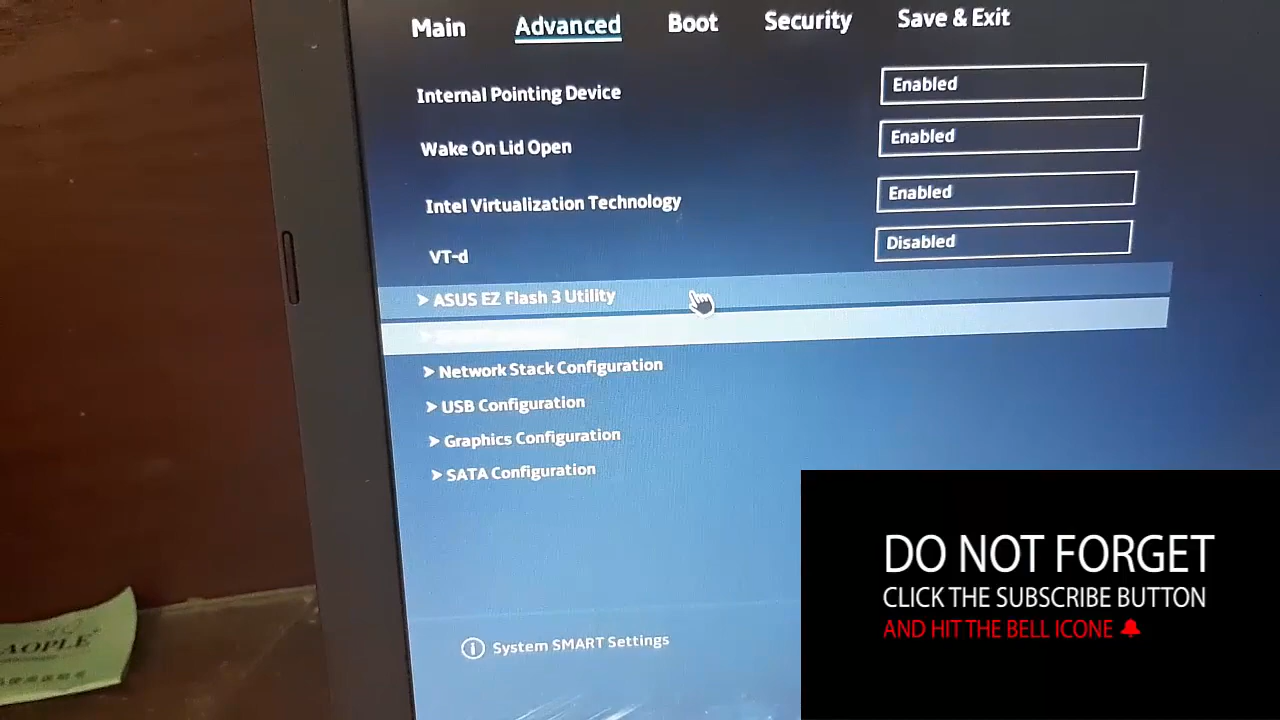 Main Advanced Boot Security Save & Exit
Internal Pointing Device Enabled
Wake On Lid Open Enabled
Intel Virtualization Technology Enabled
VT-d Disabled
> ASUS EZ Flash 3 Utility
> Network Stack Configuration
> USB Configuration
> Graphics Configuration
> SATA Configuration
System SMART Settings
DO NOT FORGET
CLICK THE SUBSCRIBE BUTTON
AND HIT THE BELL ICONE
AOPLE